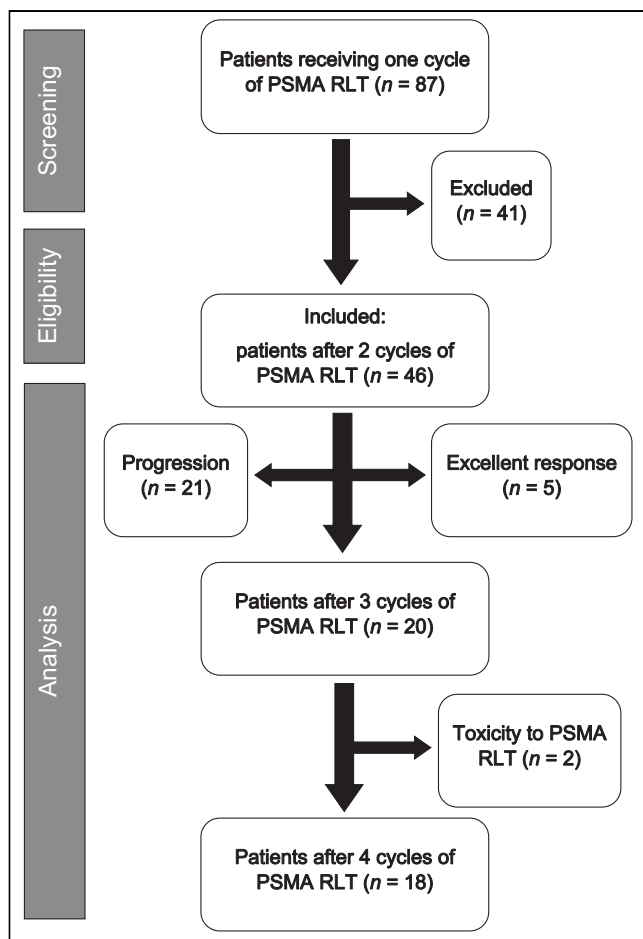 Screening
Patients receiving one cycle
of PSMA RLT (n = 87)
Excluded
(n = 41)
Eligibility
Included:
patients after 2 cycles of
PSMA RLT (n = 46)
Analysis
Progression
(n = 21)
Excellent response
(n = 5)
Patients after 3 cycles of
PSMA RLT (n = 20)
Toxicity to PSMA
RLT (n = 2)
Patients after 4 cycles of
PSMA RLT (n = 18)